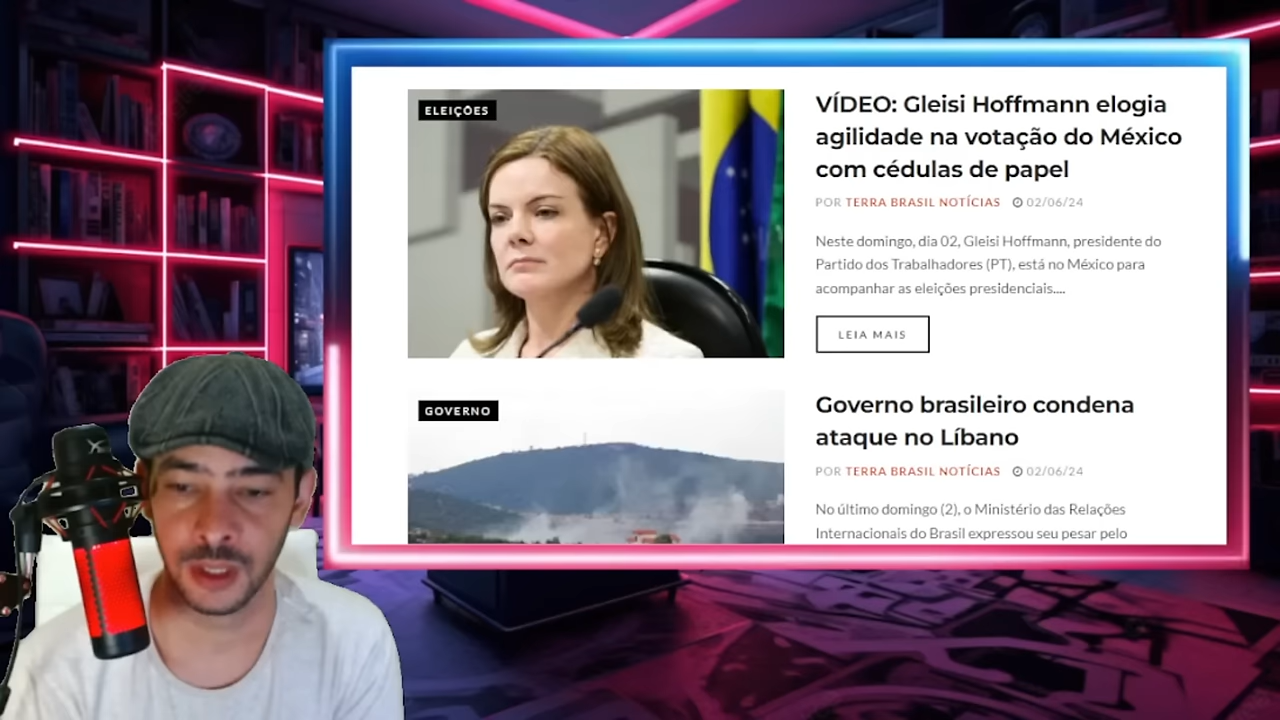 ELEIÇÕES
VÍDEO: Gleisi Hoffmann elogia
agilidade na votação do México
com cédulas de papel
POR TERRA BRASIL NOTÍCIAS 02/06/24
Neste domingo, dia 02, Gleisi Hoffmann, presidente do
Partido dos Trabalhadores (PT), está no México para
acompanhar as eleições presidenciais....
LEIA MAIS
GOVERNO
Governo brasileiro condena
ataque no Líbano
POR TERRA BRASIL NOTÍCIAS 02/06/24
No último domingo (2), o Ministério das Relações
Internacionais do Brasil expressou seu pesar pelo